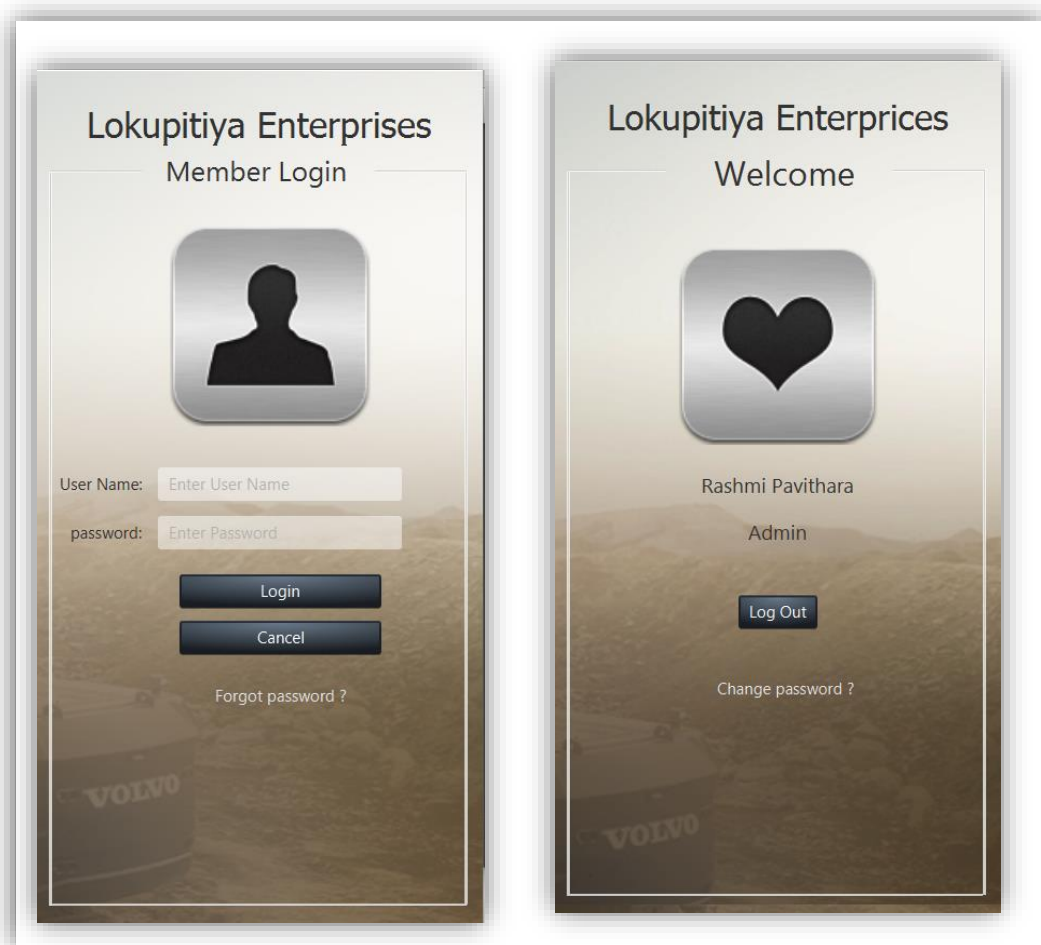 Lokupitiya Enterprises
Member Login
User Name:
Enter User Name
password:
Enter Password
Login
Cancel
Forgot password ?
VOLVO
Lokupitiya Enterprices
Welcome
Rashmi Pavithara
Admin
Log Out
Change password ?
VOLVO